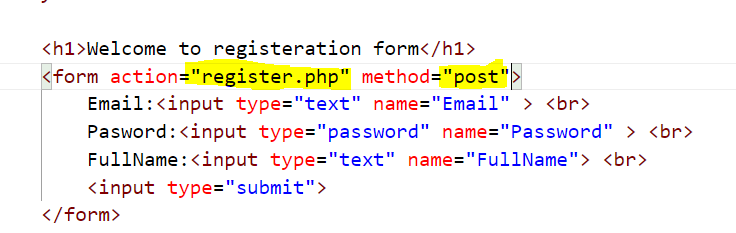 <h1>Welcome to registeration form</h1>
<form action="register.php" method="post">
Email:<input type="text" name="Email" > <br>
Pasword:<input type="password" name="Password" > <br>
FullName:<input type="text" name="FullName"> <br>
<input type="submit">
</form>